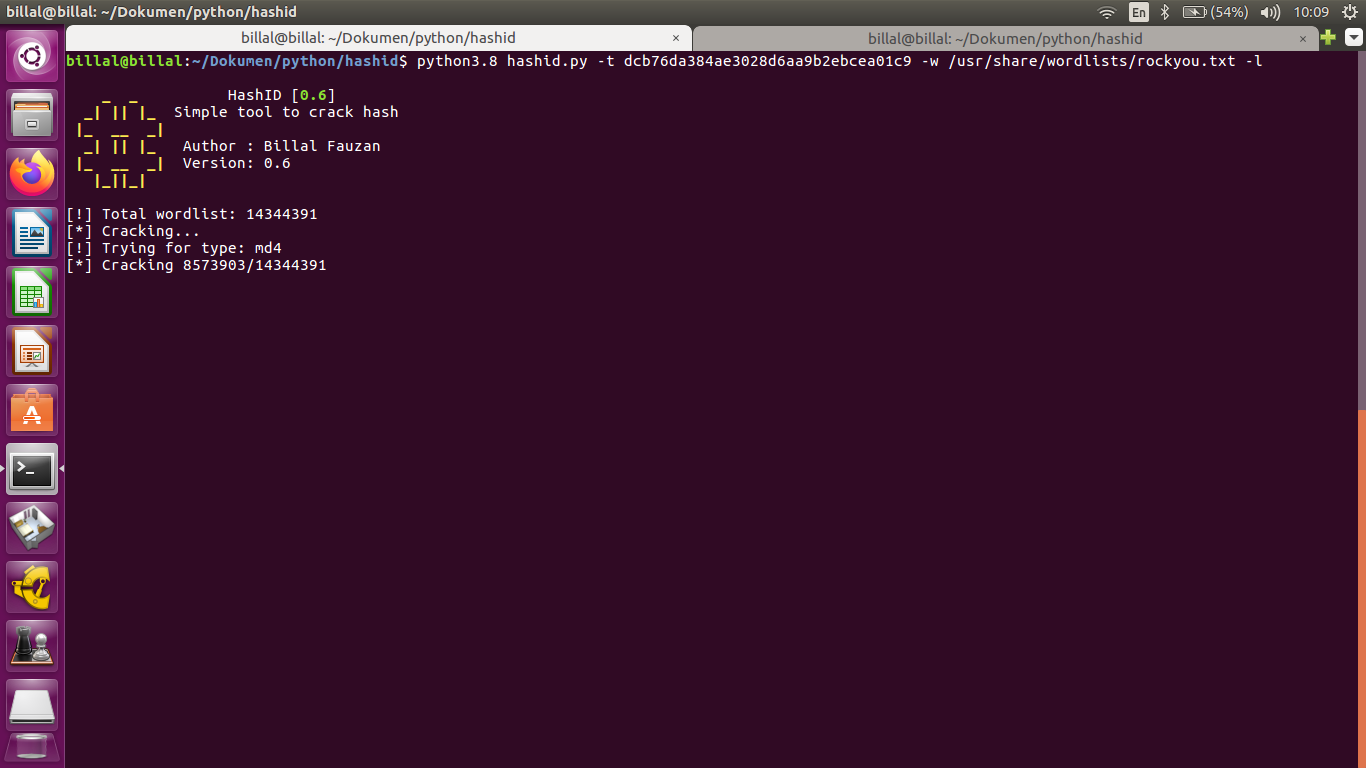 billal@billal: ~/Dokumen/python/hashid
En
(54%)
10:09
billal@billal: ~/Dokumen/python/hashid ×
billal@billal: ~/Dokumen/python/hashid ×
billal@billal:~/Dokumen/python/hashid$ python3.8 hashid.py -t dcb76da384ae3028d6aa9b2ebcea01c9 -w /usr/share/wordlists/rockyou.txt -l
HashID [0.6]
Simple tool to crack hash
Author : Billal Fauzan
Version: 0.6
[!] Total wordlist: 14344391
[*] Cracking...
[!] Trying for type: md4
[*] Cracking 8573903/14344391